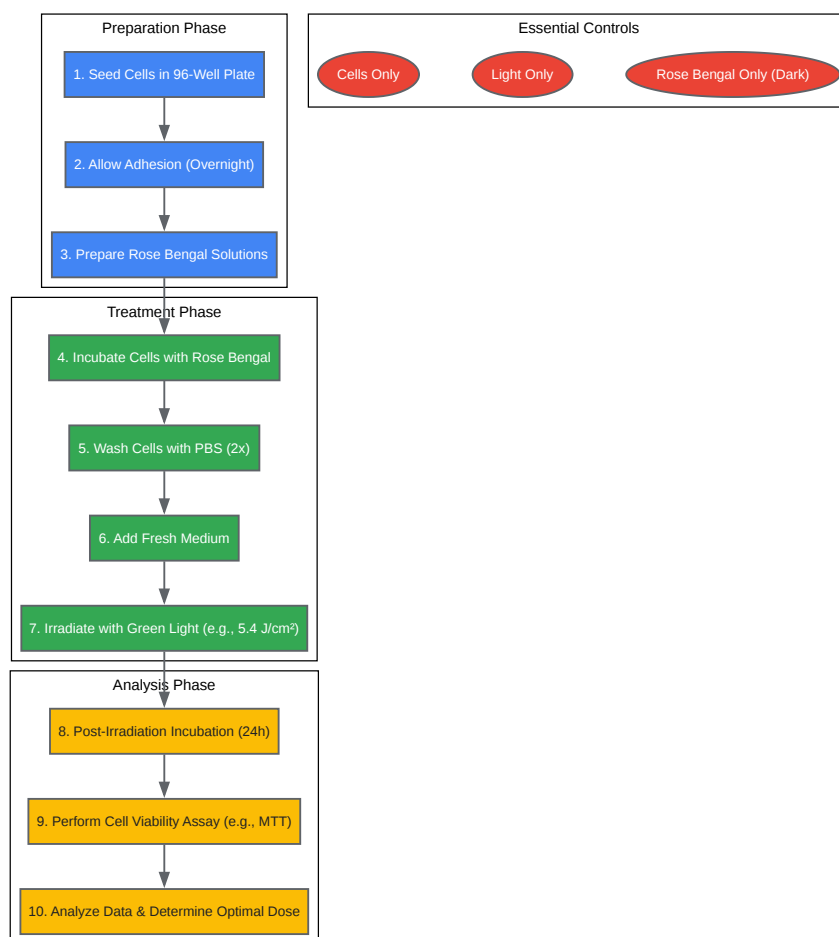 Preparation Phase
1. Seed Cells in 96-Well Plate
2. Allow Adhesion (Overnight)
3. Prepare Rose Bengal Solutions
Treatment Phase
4. Incubate Cells with Rose Bengal
5. Wash Cells with PBS (2x)
6. Add Fresh Medium
7. Irradiate with Green Light (e.g., 5.4 J/cm²)
Analysis Phase
8. Post-Irradiation Incubation (24h)
9. Perform Cell Viability Assay (e.g., MTT)
10. Analyze Data & Determine Optimal Dose
Essential Controls
Cells Only
Light Only
Rose Bengal Only (Dark)